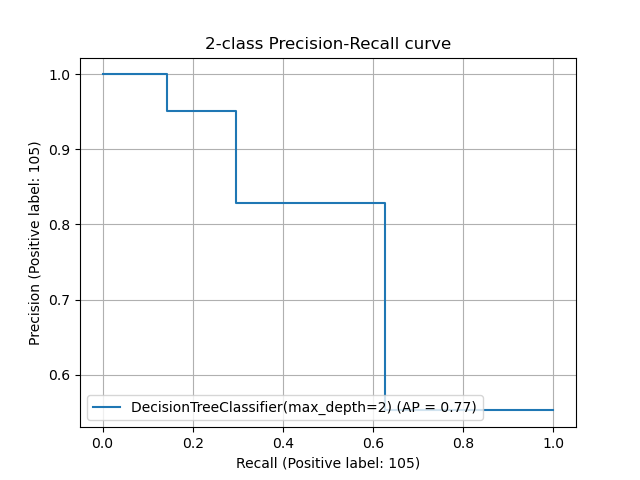 2-class Precision-Recall curve
1.0
0.9
0.8
0.7
0.6
Precision (Positive label: 105)
DecisionTreeClassifier(max_depth=2) (AP = 0.77)
0.0 0.2 0.4 0.6 0.8 1.0
Recall (Positive label: 105)